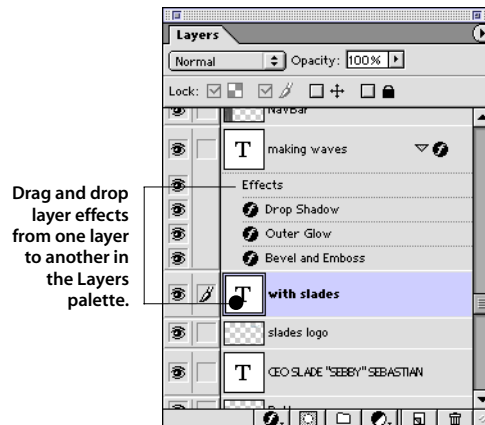 Layers
Normal
Opacity: 100%
Lock:
NavBar
T making waves
Drag and drop
layer effects
from one layer
to another in
the Layers
palette.
Effects
Drop Shadow
Outer Glow
Bevel and Emboss
T with slades
slades logo
T CEO SLADE "SEBBY" SEBASTIAN